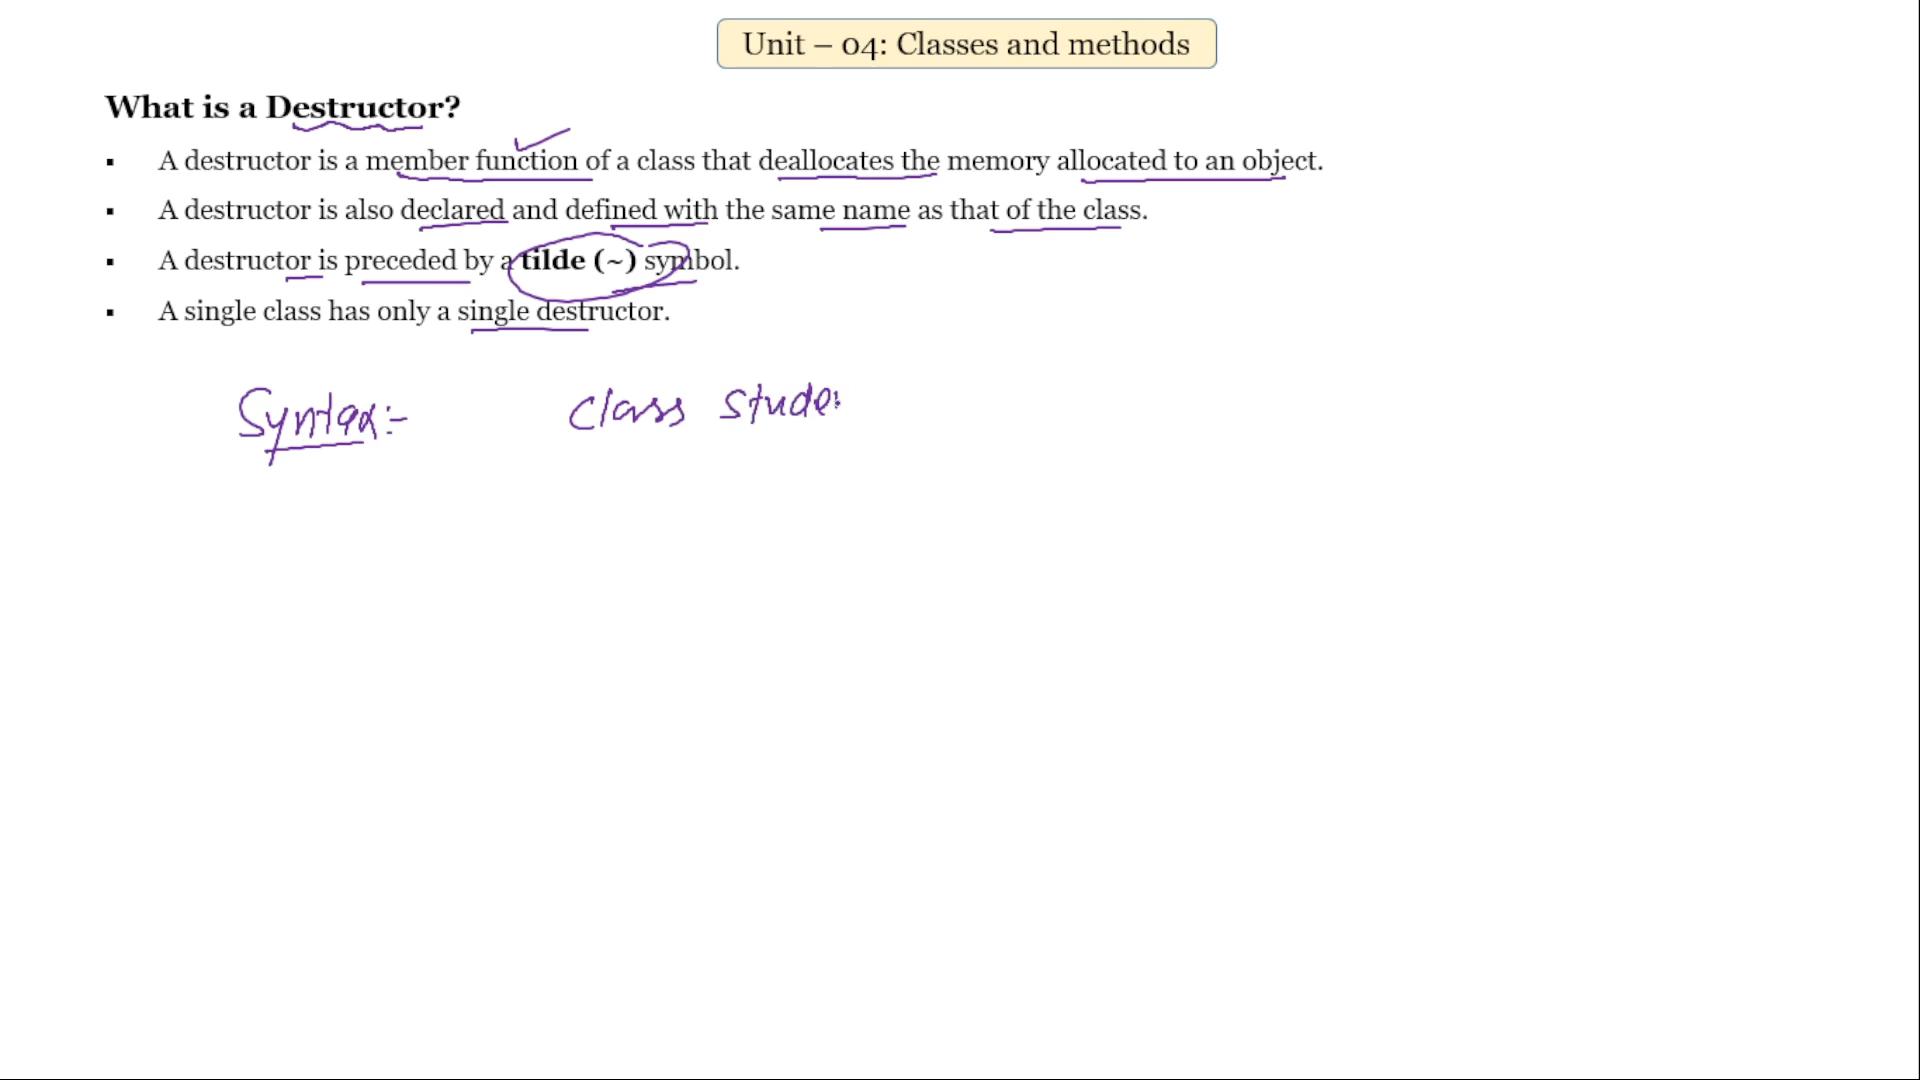 Unit – 04: Classes and methods
What is a Destructor?
▪ A destructor is a member function of a class that deallocates the memory allocated to an object.
▪ A destructor is also declared and defined with the same name as that of the class.
▪ A destructor is preceded by a tilde (~) symbol.
▪ A single class has only a single destructor.
Syntax:- Class Stude